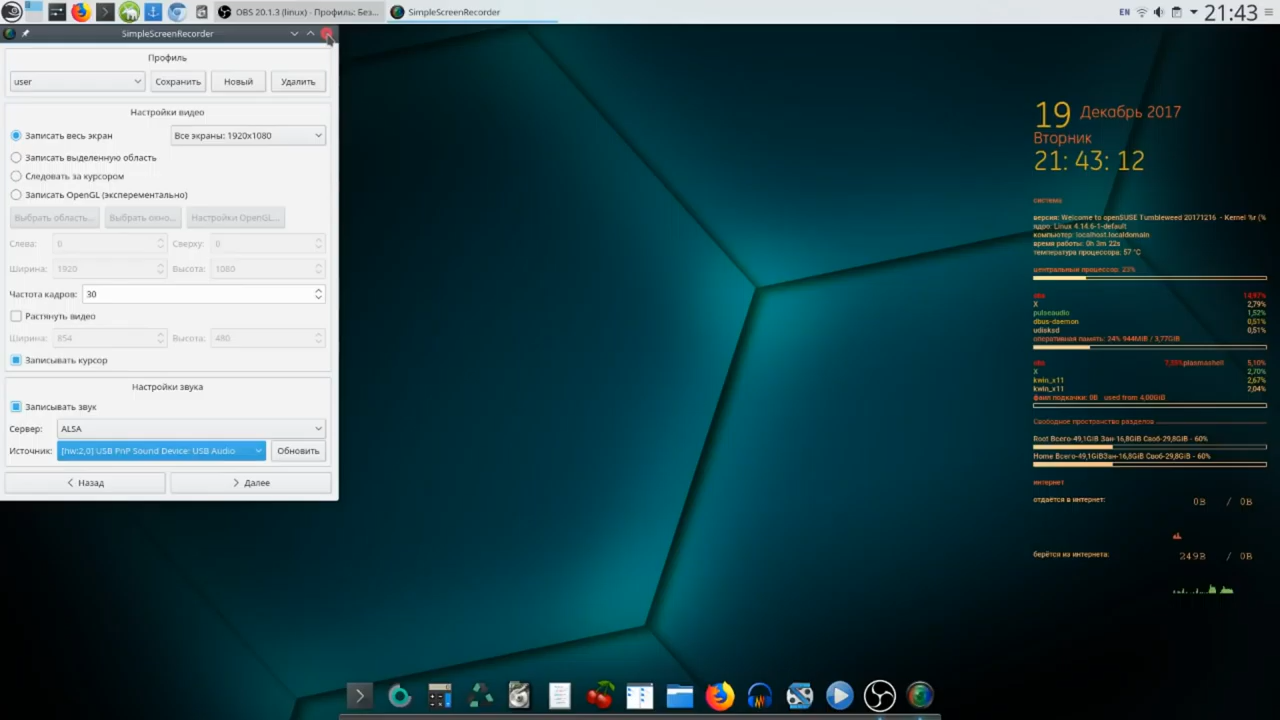 OBS 20.1.3 (linux) - Профиль: Без...
SimpleScreenRecorder
EN
21:43
SimpleScreenRecorder
Профиль
user
Сохранить
Новый
Удалить
Настройки видео
Записать весь экран
Все экраны: 1920x1080
Записать выделенную область
Следовать за курсором
Записать OpenGL (эксперементально)
Выбрать область...
Выбрать окно...
Настройки OpenGL...
Слева: 0
Сверху: 0
Ширина: 1920
Высота: 1080
Частота кадров: 30
Растянуть видео
Ширина: 854
Высота: 480
Записывать курсор
Настройки звука
Записывать звук
Сервер: ALSA
Источник: [hw:2,0] USB PnP Sound Device: USB Audio
Обновить
Назад
Далее
19 Декабрь 2017
Вторник
21: 43: 12
система
версия: Welcome to openSUSE Tumbleweed 20171216 - Kernel %r (%
ядро: Linux 4.14.6-1-default
компьютер: localhost.localdomain
время работы: 0h 3m 22s
температура процессора: 57 °C
центральный процессор: 23%
obs 14,97%
X 2,79%
pulseaudio 1,52%
dbus-daemon 0,51%
udisksd 0,51%
оперативная память: 24% 944MiB / 3,77GiB
obs plasmashell 5,10%
X 2,70%
kwin_x11 2,67%
kwin_x11 2,04%
фаил подкачки: 0B used from 4,00GiB
Свободное пространство разделов
Root Всего-49,1GiB Зан-16,8GiB Своб-29,8GiB - 60%
Home Всего-49,1GiBЗан-16,8GiB Своб-29,8GiB - 60%
интернет
отдаётся в интернет: 0B / 0B
берётся из интернета: 249B / 0B